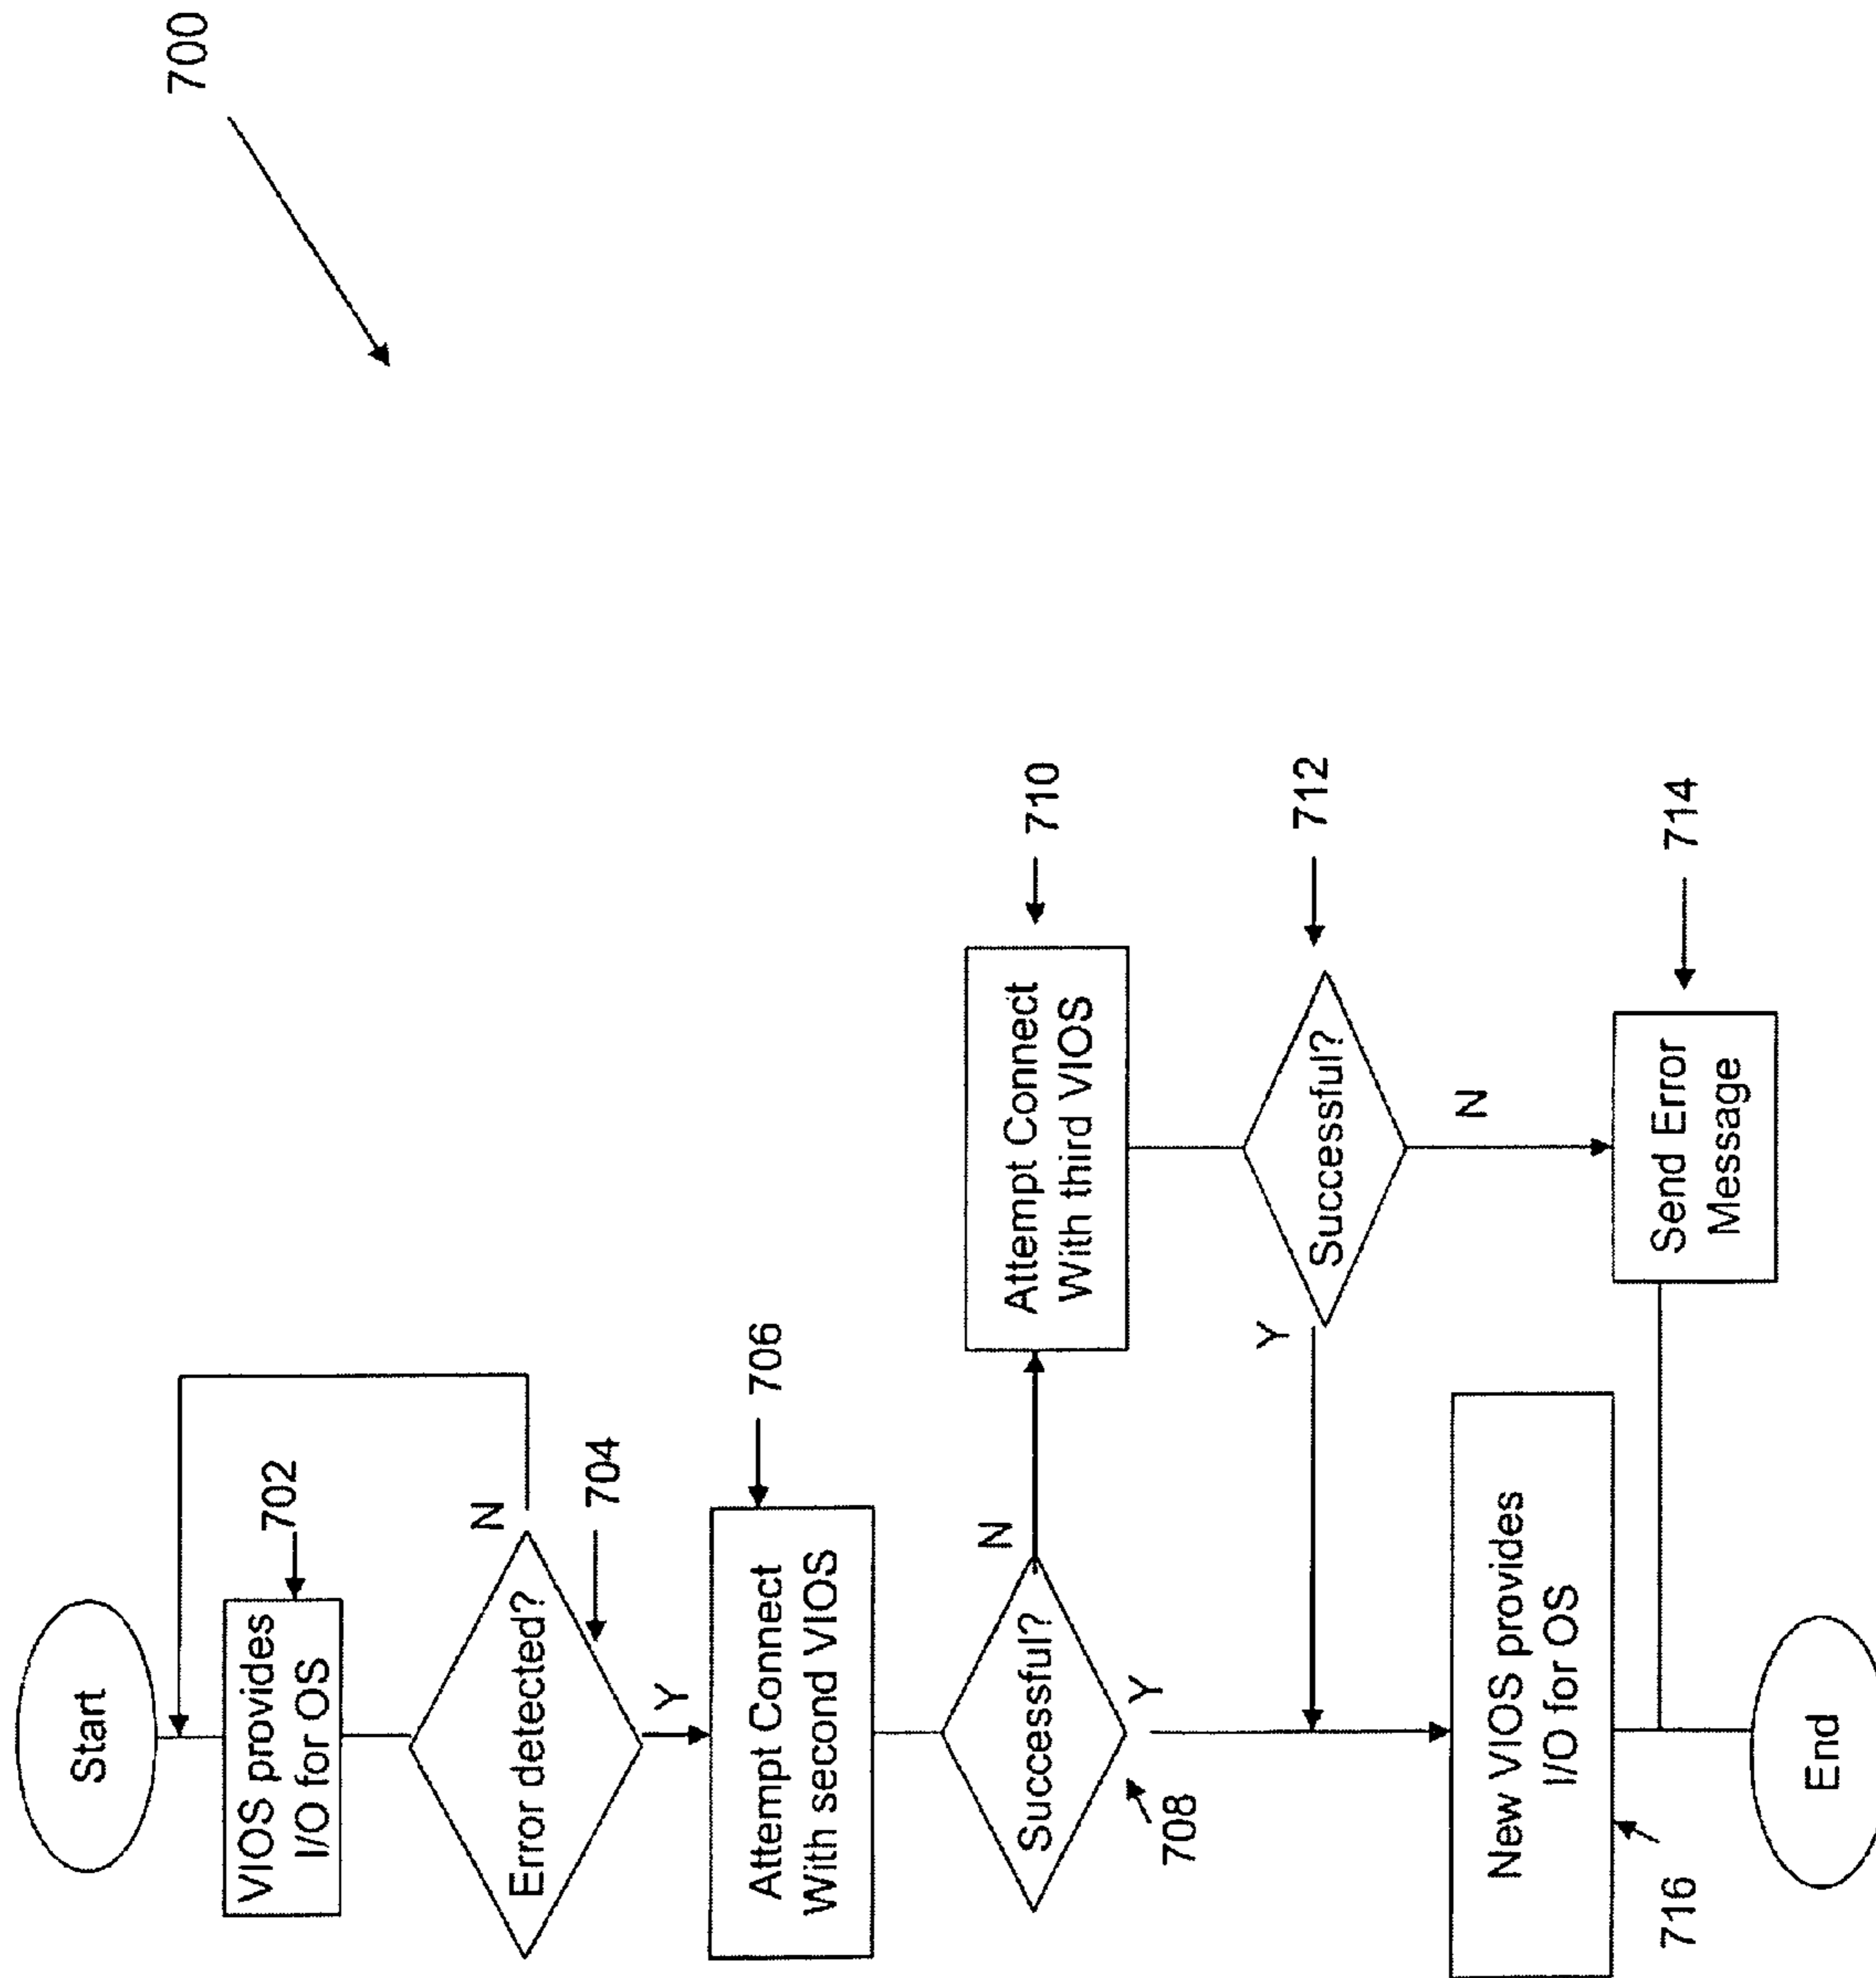 700
Start
VIOS provides
I/O for OS
702
Error detected?
N
704
Y
Attempt Connect
With second VIOS
706
Successful?
N
Y
708
Attempt Connect
With third VIOS
710
Successful?
712
Y
N
Send Error
Message
714
New VIOS provides
I/O for OS
716
End